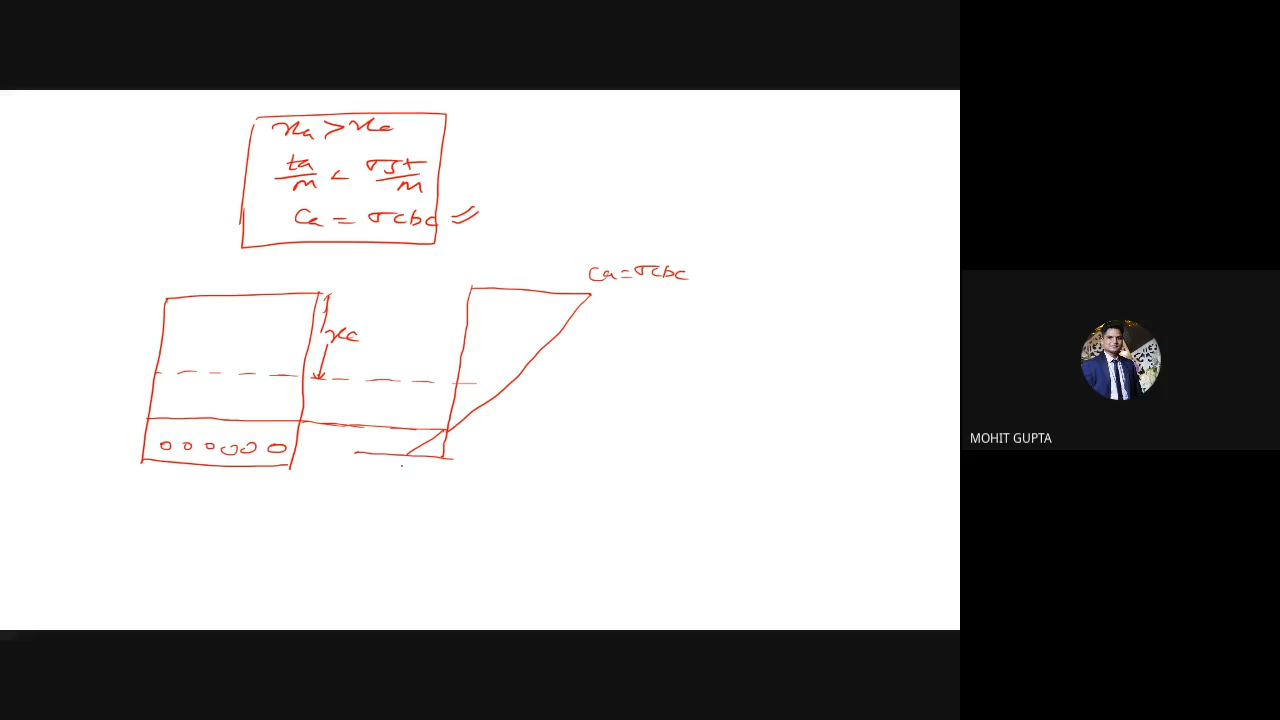 xa > xc
ta/m < σst/m
Ca = σcbc
Ca=σcbc
xc
MOHIT GUPTA